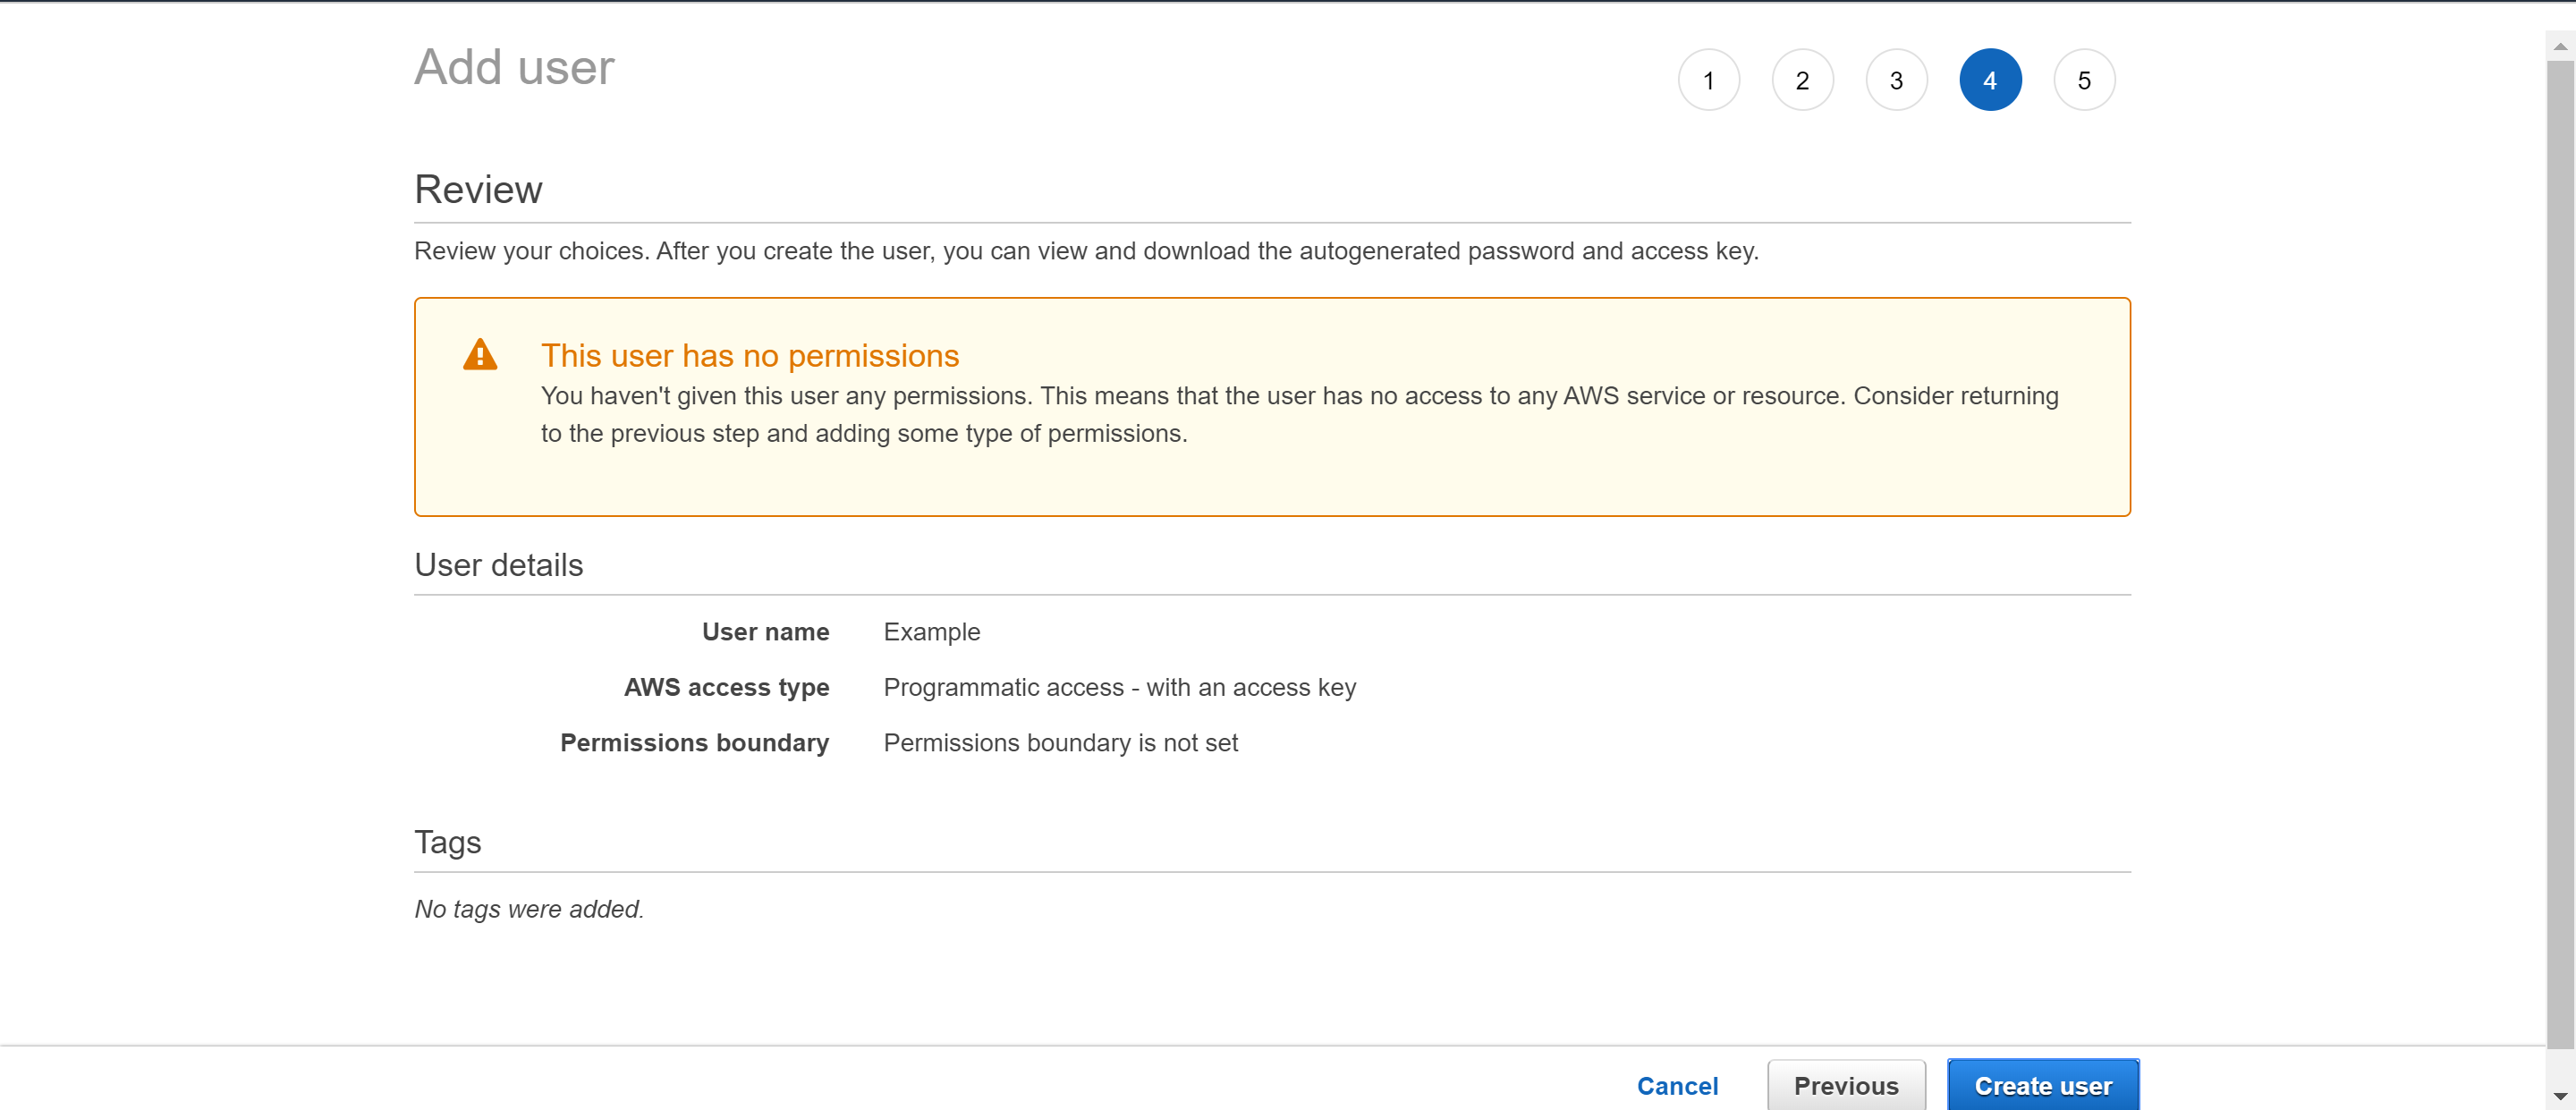 Add user
1 2 3 4 5
Review
Review your choices. After you create the user, you can view and download the autogenerated password and access key.
This user has no permissions
You haven't given this user any permissions. This means that the user has no access to any AWS service or resource. Consider returning
to the previous step and adding some type of permissions.
User details
User name Example
AWS access type Programmatic access - with an access key
Permissions boundary Permissions boundary is not set
Tags
No tags were added.
Cancel Previous Create user